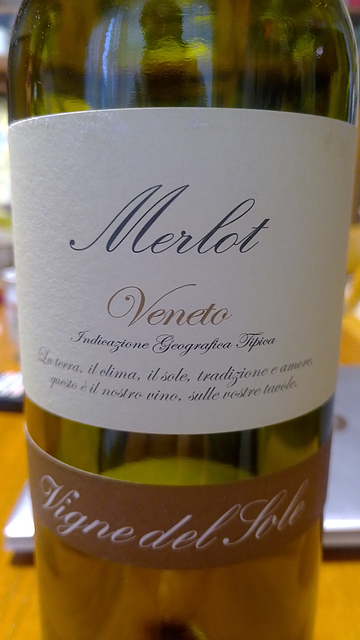 Merlot
Veneto
Indicazione Geografica Tipica
La terra, il clima, il sole, tradizione e amore,
questo è il nostro vino, sulle vostre tavole.
Vigne del Sole